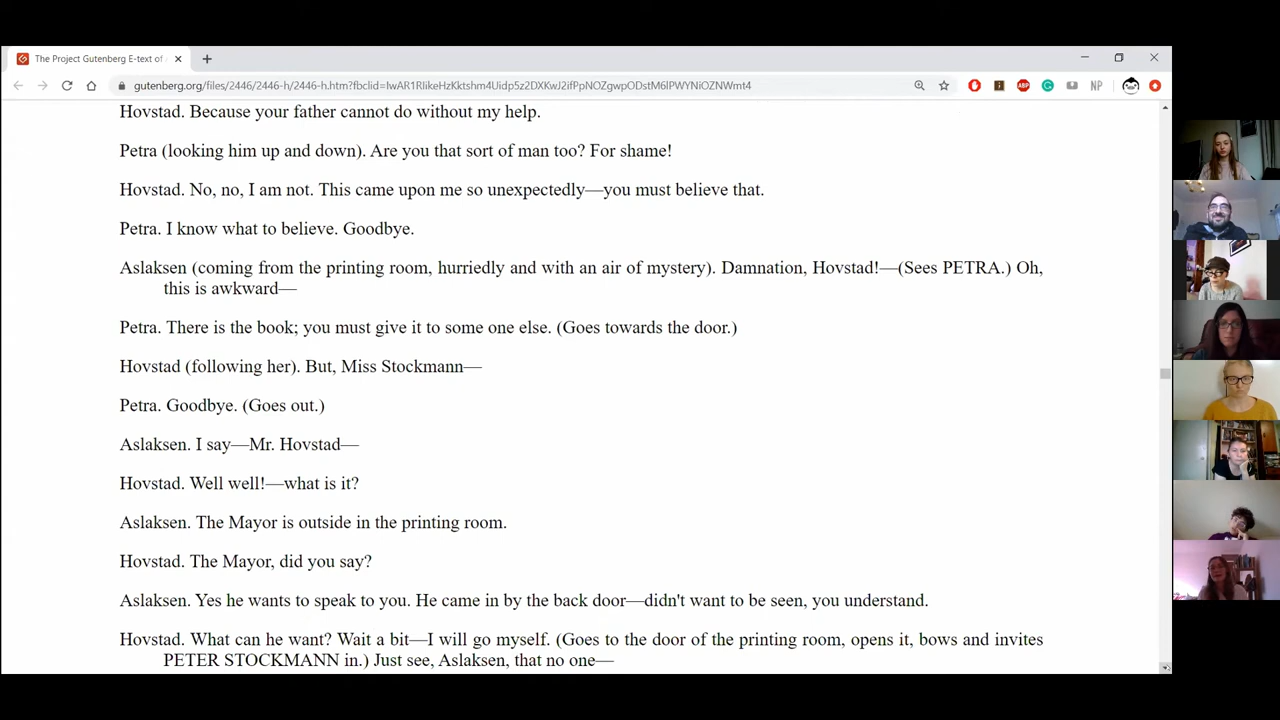 The Project Gutenberg E-text of
gutenberg.org/files/2446/2446-h/2446-h.htm?fbclid=IwAR1RlikeHzKktshm4Uidp5z2DXKwJ2ifPpNOZgwpODstM6lPWYNiOZNWmt4
ABP
NP
Hovstad. Because your father cannot do without my help.
Petra (looking him up and down). Are you that sort of man too? For shame!
Hovstad. No, no, I am not. This came upon me so unexpectedly—you must believe that.
Petra. I know what to believe. Goodbye.
Aslaksen (coming from the printing room, hurriedly and with an air of mystery). Damnation, Hovstad!—(Sees PETRA.) Oh,
this is awkward—
Petra. There is the book; you must give it to some one else. (Goes towards the door.)
Hovstad (following her). But, Miss Stockmann—
Petra. Goodbye. (Goes out.)
Aslaksen. I say—Mr. Hovstad—
Hovstad. Well well!—what is it?
Aslaksen. The Mayor is outside in the printing room.
Hovstad. The Mayor, did you say?
Aslaksen. Yes he wants to speak to you. He came in by the back door—didn't want to be seen, you understand.
Hovstad. What can he want? Wait a bit—I will go myself. (Goes to the door of the printing room, opens it, bows and invites
PETER STOCKMANN in.) Just see, Aslaksen, that no one—